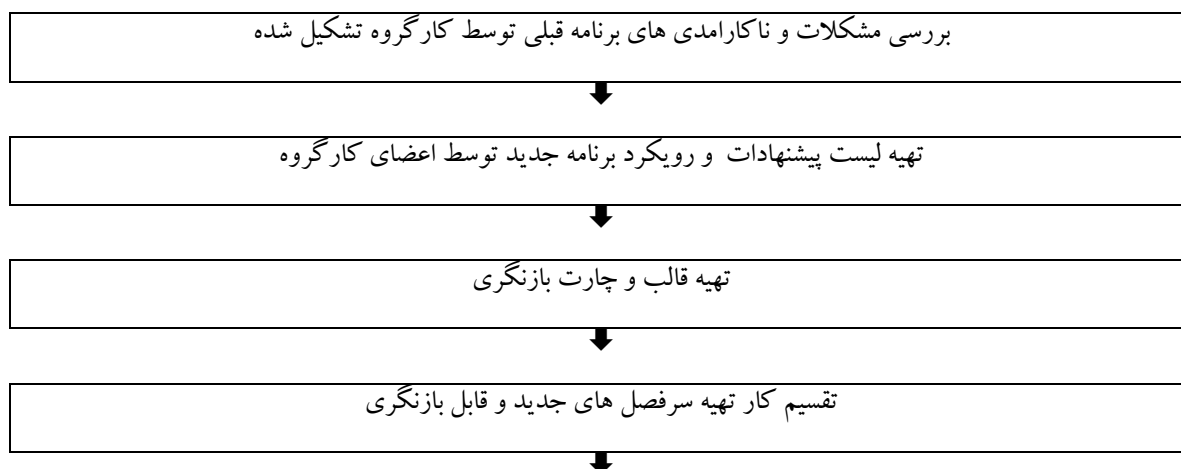 بررسی مشکلات و ناکارامدی های برنامه قبلی توسط کارگروه تشکیل شده
تهیه لیست پیشنهادات و رویکرد برنامه جدید توسط اعضای کارگروه
تهیه قالب و چارت بازنگری
تقسیم کار تهیه سرفصل های جدید و قابل بازنگری